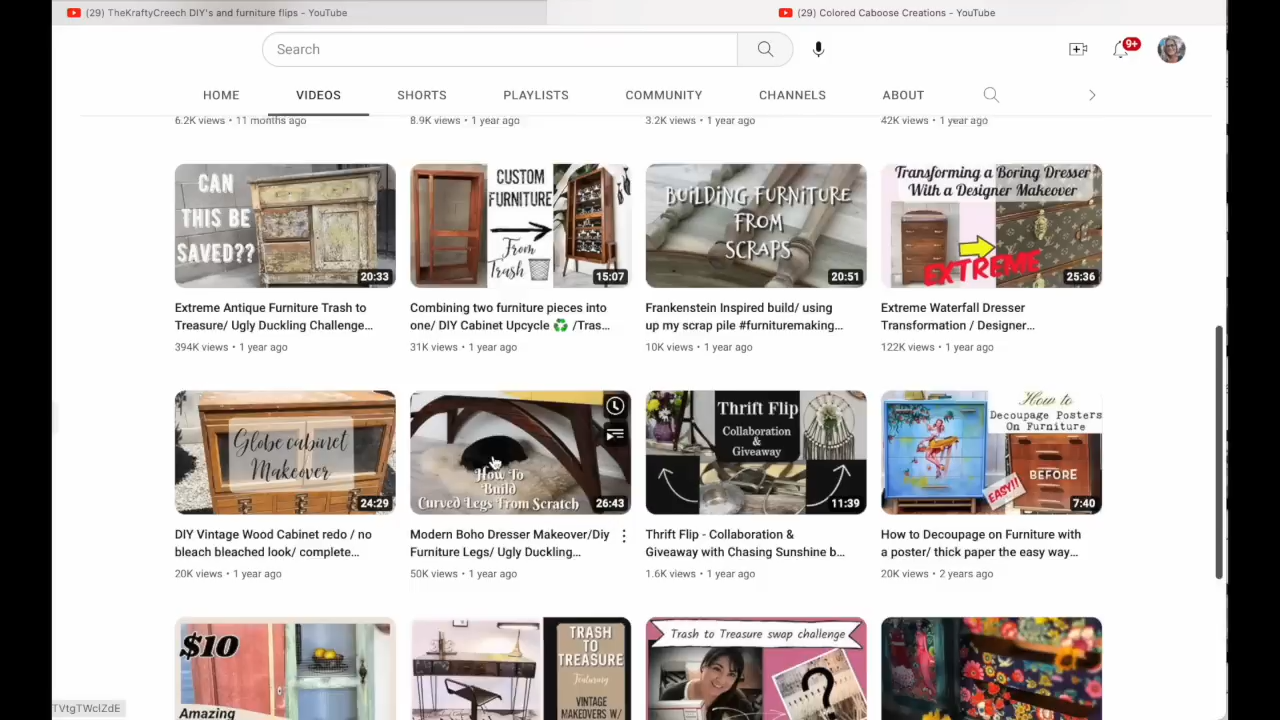 (29) TheKraftyCreech DIY's and furniture flips - YouTube
(29) Colored Caboose Creations - YouTube
Search
9+
HOME
VIDEOS
SHORTS
PLAYLISTS
COMMUNITY
CHANNELS
ABOUT
6.2K views • 11 months ago
8.9K views • 1 year ago
3.2K views • 1 year ago
42K views • 1 year ago
CAN
THIS BE
SAVED??
20:33
CUSTOM
FURNITURE
From
Trash
15:07
BUILDING FURNITURE
FROM
SCRAPS
20:51
Transforming a Boring Dresser
With a Designer Makeover
EXTREME
25:36
Extreme Antique Furniture Trash to
Treasure/ Ugly Duckling Challenge...
394K views • 1 year ago
Combining two furniture pieces into
one/ DIY Cabinet Upcycle ♻ /Tras...
31K views • 1 year ago
Frankenstein Inspired build/ using
up my scrap pile #furnituremaking...
10K views • 1 year ago
Extreme Waterfall Dresser
Transformation / Designer...
122K views • 1 year ago
Globe cabinet
Makeover
24:29
How To
Build
Curved Legs From Scratch
26:43
Thrift Flip
Collaboration
&
Giveaway
11:39
How to
Decoupage Posters
On Furniture
BEFORE
EASY!!
7:40
DIY Vintage Wood Cabinet redo / no
bleach bleached look/ complete...
20K views • 1 year ago
Modern Boho Dresser Makeover/Diy
Furniture Legs/ Ugly Duckling...
50K views • 1 year ago
Thrift Flip - Collaboration &
Giveaway with Chasing Sunshine b...
1.6K views • 1 year ago
How to Decoupage on Furniture with
a poster/ thick paper the easy way...
20K views • 2 years ago
$10
Amazing
TRASH
TO
TREASURE
Featuring
VINTAGE
MAKEOVERS W/
Trash to Treasure swap challenge
?
TVtgTWclZdE